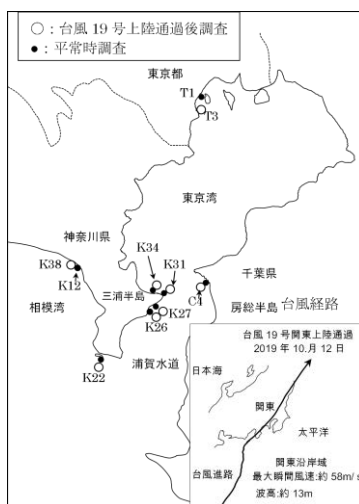 ○：台風 19 号上陸通過後調査
●：平常時調査
東京都
T1
T3
東京湾
神奈川県
K34
K31
K38
K12
千葉県
三浦半島
C4
相模湾
K27
房総半島
台風経路
K26
浦賀水道
K22
台風 19 号関東上陸通過
2019 年 10.月 12 日
日本海
関東
太平洋
関東沿岸域
最大瞬間風速:約 58m/s
台風進路
波高:約 13m